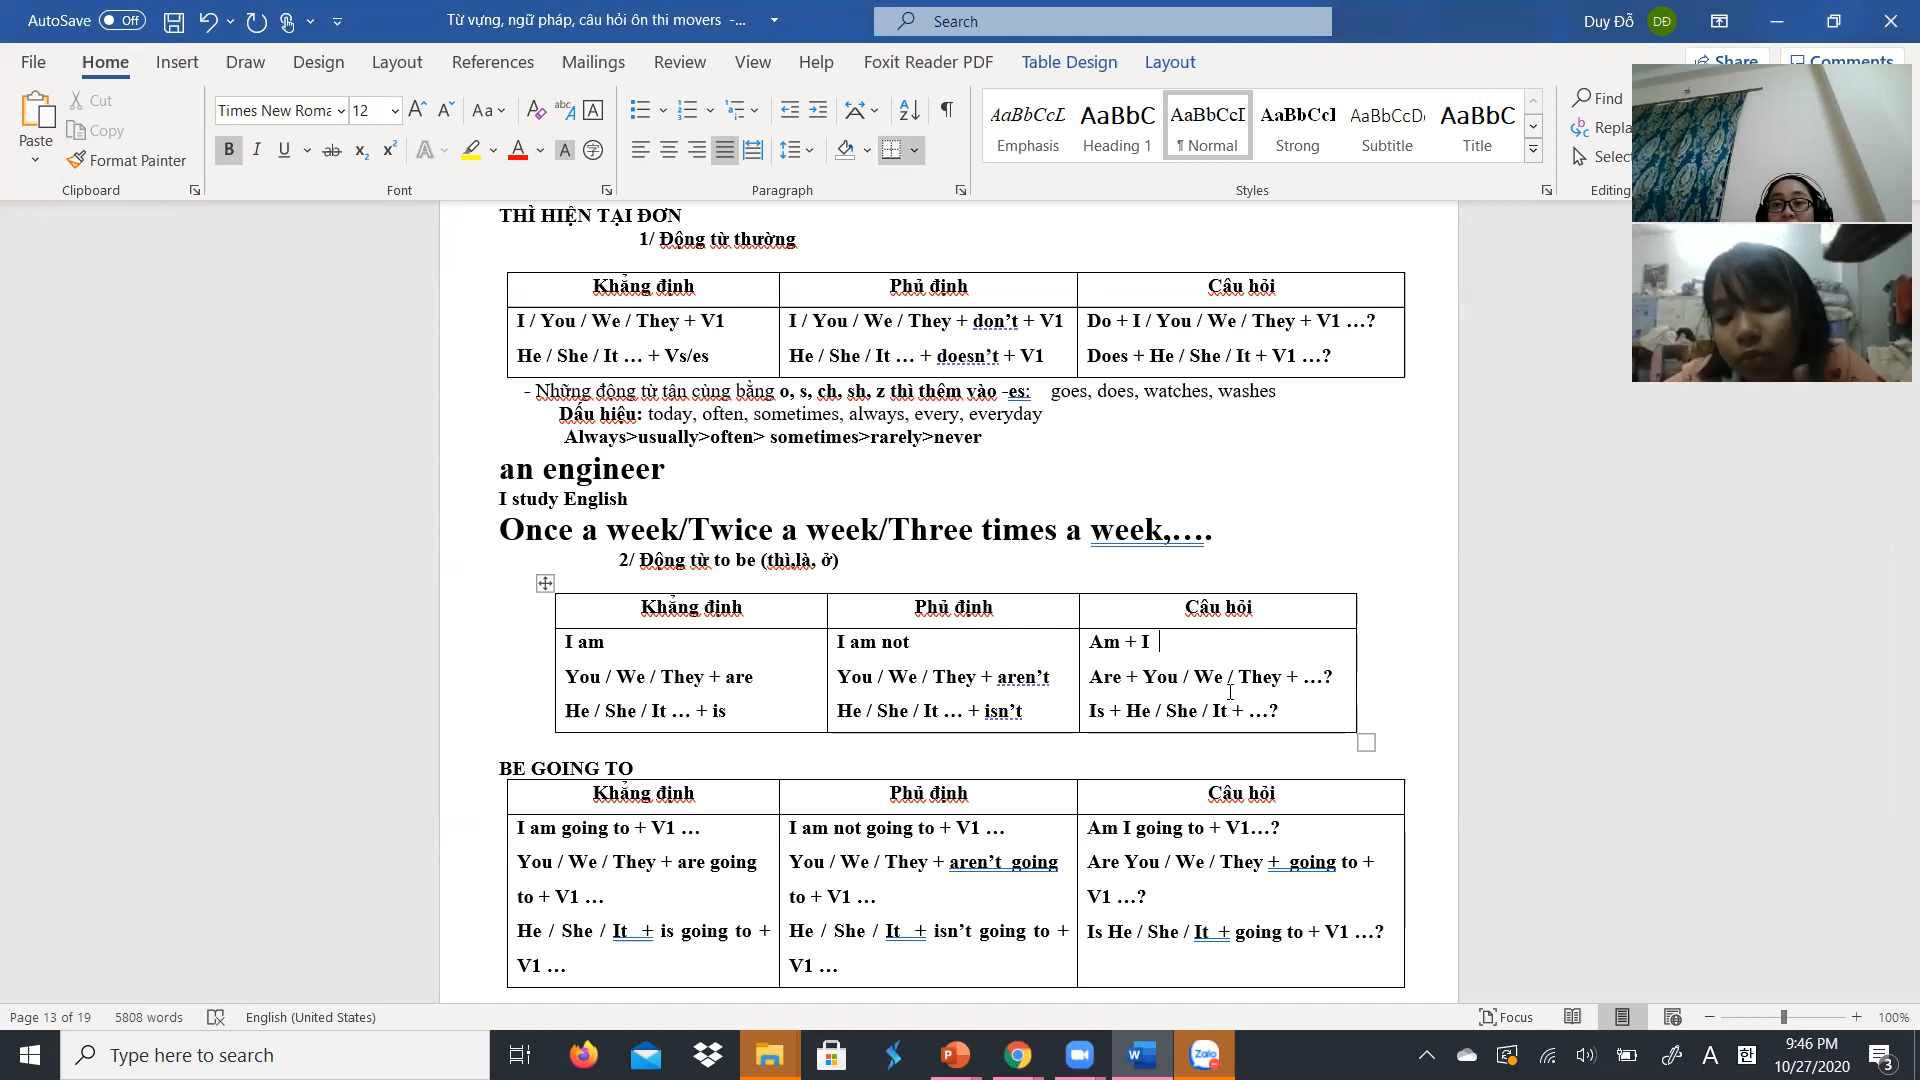 AutoSave Off Từ vựng, ngữ pháp, câu hỏi ôn thi movers -... Search Duy Đỗ DĐ
File Home Insert Draw Design Layout References Mailings Review View Help Foxit Reader PDF Table Design Layout Share Comments
Paste Cut Copy Format Painter Clipboard
Times New Roma 12 Font
Paragraph
AaBbCcL AaBbC AaBbCcI AaBbCcI AaBbCcD AaBbC
Emphasis Heading 1 ¶ Normal Strong Subtitle Title
Styles
Find
Repla
Selec
Editing
THÌ HIỆN TẠI ĐƠN
1/ Động từ thường
Khẳng định Phủ định Câu hỏi
I / You / We / They + V1 I / You / We / They + don’t + V1 Do + I / You / We / They + V1 …?
He / She / It … + Vs/es He / She / It … + doesn’t + V1 Does + He / She / It + V1 …?
- Những động từ tận cùng bằng o, s, ch, sh, z thì thêm vào -es: goes, does, watches, washes
Dấu hiệu: today, often, sometimes, always, every, everyday
Always>usually>often> sometimes>rarely>never
an engineer
I study English
Once a week/Twice a week/Three times a week,….
2/ Động từ to be (thì,là, ở)
Khẳng định Phủ định Câu hỏi
I am I am not Am + I
You / We / They + are You / We / They + aren’t Are + You / We / They + …?
He / She / It … + is He / She / It … + isn’t Is + He / She / It + …?
BE GOING TO
Khẳng định Phủ định Câu hỏi
I am going to + V1 … I am not going to + V1 … Am I going to + V1…?
You / We / They + are going You / We / They + aren’t going Are You / We / They + going to +
to + V1 … to + V1 … V1 …?
He / She / It + is going to + He / She / It + isn’t going to + Is He / She / It + going to + V1 …?
V1 … V1 …
Page 13 of 19 5808 words English (United States) Focus 100%
Type here to search 9:46 PM
10/27/2020 3